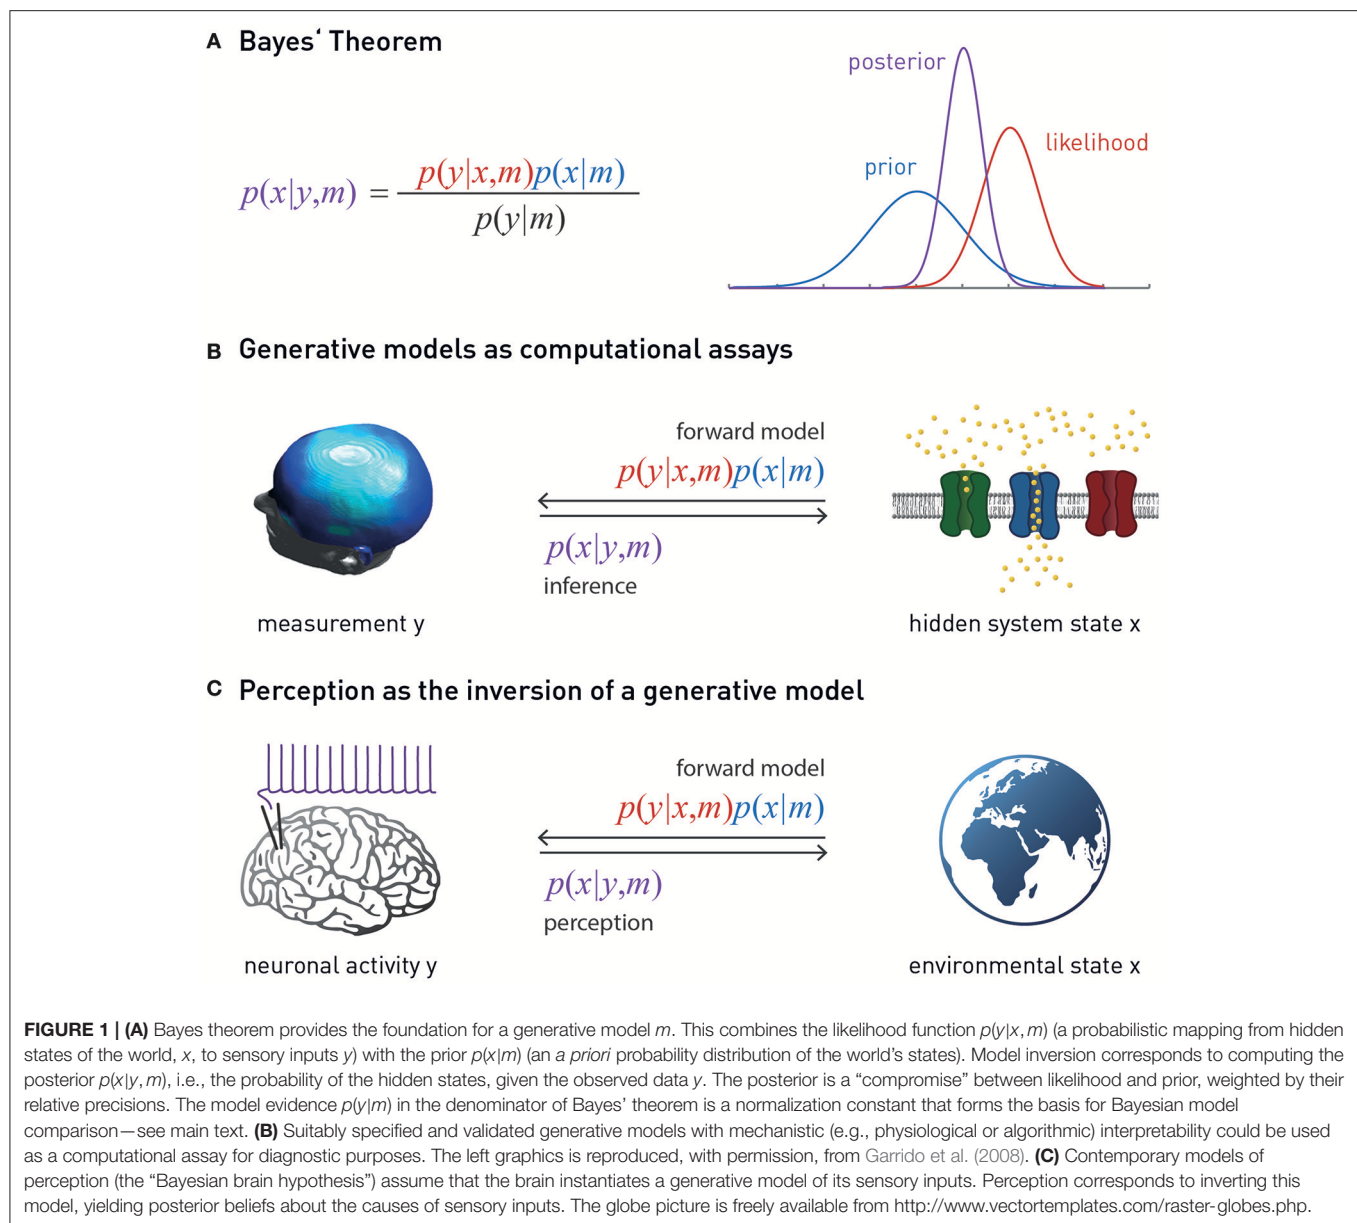 A Bayes‘ Theorem
posterior
likelihood
prior
p(x|y,m) = p(y|x,m)p(x|m)
p(y|m)
B Generative models as computational assays
forward model
p(y|x,m)p(x|m)
p(x|y,m)
inference
measurement y
hidden system state x
C Perception as the inversion of a generative model
forward model
p(y|x,m)p(x|m)
p(x|y,m)
perception
neuronal activity y
environmental state x
FIGURE 1 | (A) Bayes theorem provides the foundation for a generative model m. This combines the likelihood function p(y|x, m) (a probabilistic mapping from hidden
states of the world, x, to sensory inputs y) with the prior p(x|m) (an a priori probability distribution of the world's states). Model inversion corresponds to computing the
posterior p(x|y, m), i.e., the probability of the hidden states, given the observed data y. The posterior is a “compromise” between likelihood and prior, weighted by their
relative precisions. The model evidence p(y|m) in the denominator of Bayes' theorem is a normalization constant that forms the basis for Bayesian model
comparison—see main text. (B) Suitably specified and validated generative models with mechanistic (e.g., physiological or algorithmic) interpretability could be used
as a computational assay for diagnostic purposes. The left graphics is reproduced, with permission, from Garrido et al. (2008). (C) Contemporary models of
perception (the “Bayesian brain hypothesis”) assume that the brain instantiates a generative model of its sensory inputs. Perception corresponds to inverting this
model, yielding posterior beliefs about the causes of sensory inputs. The globe picture is freely available from http://www.vectortemplates.com/raster-globes.php.